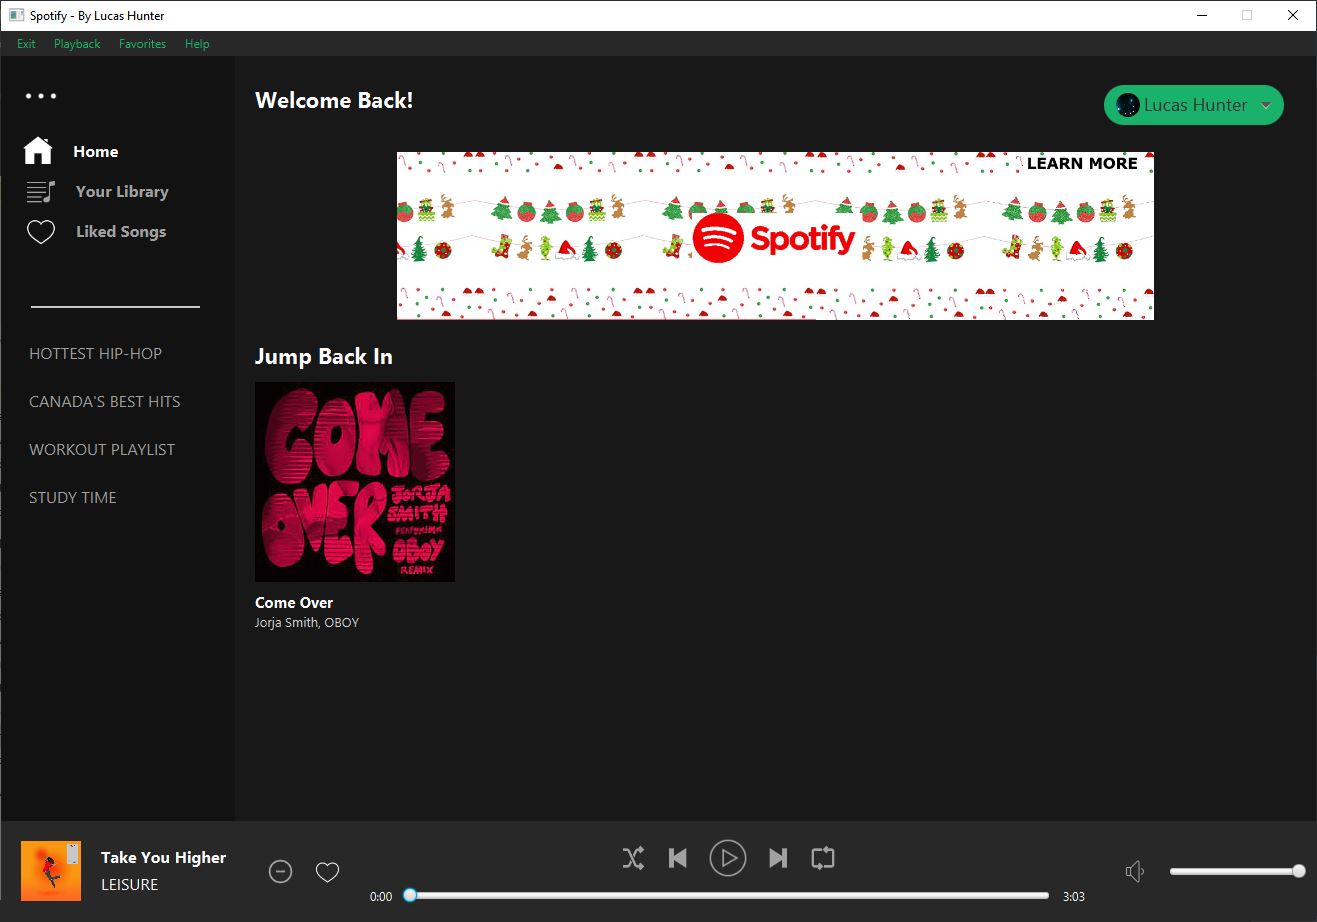 Spotify - By Lucas Hunter
Exit Playback Favorites Help
Welcome Back!
Lucas Hunter
Home
Your Library
Liked Songs
HOTTEST HIP-HOP
CANADA'S BEST HITS
WORKOUT PLAYLIST
STUDY TIME
LEARN MORE
Spotify
Jump Back In
COME
OVER
JORJA
SMITH
FEATURING
OBOY
REMIX
Come Over
Jorja Smith, OBOY
Take You Higher
LEISURE
0:00
3:03